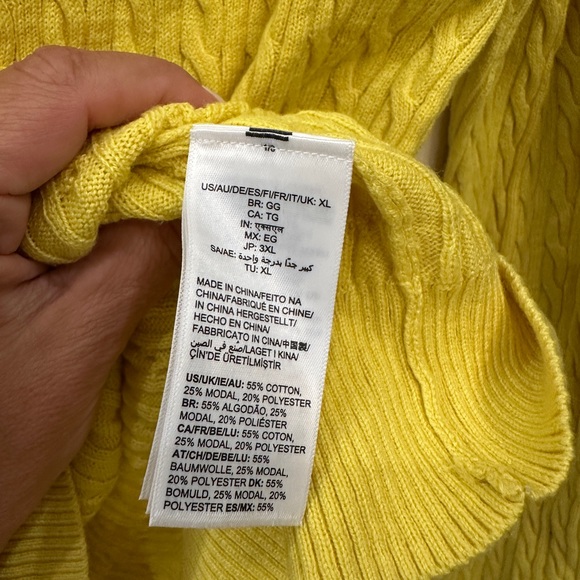 US/AU/DE/ES/FI/FR/IT/UK: XL
BR: GG
CA: TG
IN: एक्सएल
MX: EG
JP: 3XL
SA/AE: كبير جدًا بدرجة واحدة
TU: XL
MADE IN CHINA/FEITO NA
CHINA/FABRIQUÉ EN CHINE/
IN CHINA HERGESTELLT/
HECHO EN CHINA/
FABBRICATO IN CINA/中国製/
صُنع في الصين/LAGET I KINA/
ÇİN'DE ÜRETİLMİŞTİR
US/UK/IE/AU: 55% COTTON,
25% MODAL, 20% POLYESTER
BR: 55% ALGODÃO, 25%
MODAL, 20% POLIÉSTER
CA/FR/BE/LU: 55% COTON,
25% MODAL, 20% POLYESTER
AT/CH/DE/BE/LU: 55%
BAUMWOLLE, 25% MODAL,
20% POLYESTER DK: 55%
BOMULD, 25% MODAL, 20%
POLYESTER ES/MX: 55%